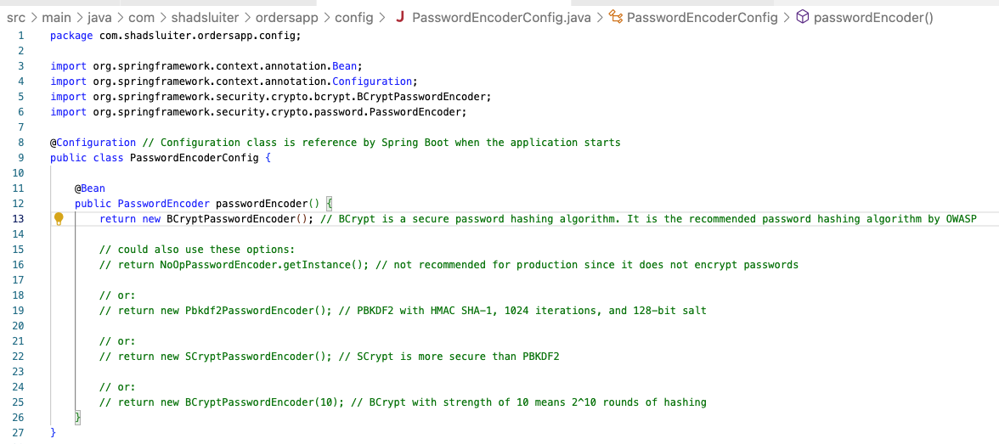 src > main > java > com > shadsluiter > ordersapp > config > J PasswordEncoderConfig.java > PasswordEncoderConfig > passwordEncoder()
1 package com.shadsluiter.ordersapp.config;
2
3 import org.springframework.context.annotation.Bean;
4 import org.springframework.context.annotation.Configuration;
5 import org.springframework.security.crypto.bcrypt.BCryptPasswordEncoder;
6 import org.springframework.security.crypto.password.PasswordEncoder;
7
8 @Configuration // Configuration class is reference by Spring Boot when the application starts
9 public class PasswordEncoderConfig {
10
11 @Bean
12 public PasswordEncoder passwordEncoder() {
13 return new BCryptPasswordEncoder(); // BCrypt is a secure password hashing algorithm. It is the recommended password hashing algorithm by OWASP
14
15 // could also use these options:
16 // return NoOpPasswordEncoder.getInstance(); // not recommended for production since it does not encrypt passwords
17
18 // or:
19 // return new Pbkdf2PasswordEncoder(); // PBKDF2 with HMAC SHA-1, 1024 iterations, and 128-bit salt
20
21 // or:
22 // return new SCryptPasswordEncoder(); // SCrypt is more secure than PBKDF2
23
24 // or:
25 // return new BCryptPasswordEncoder(10); // BCrypt with strength of 10 means 2^10 rounds of hashing
26 }
27 }